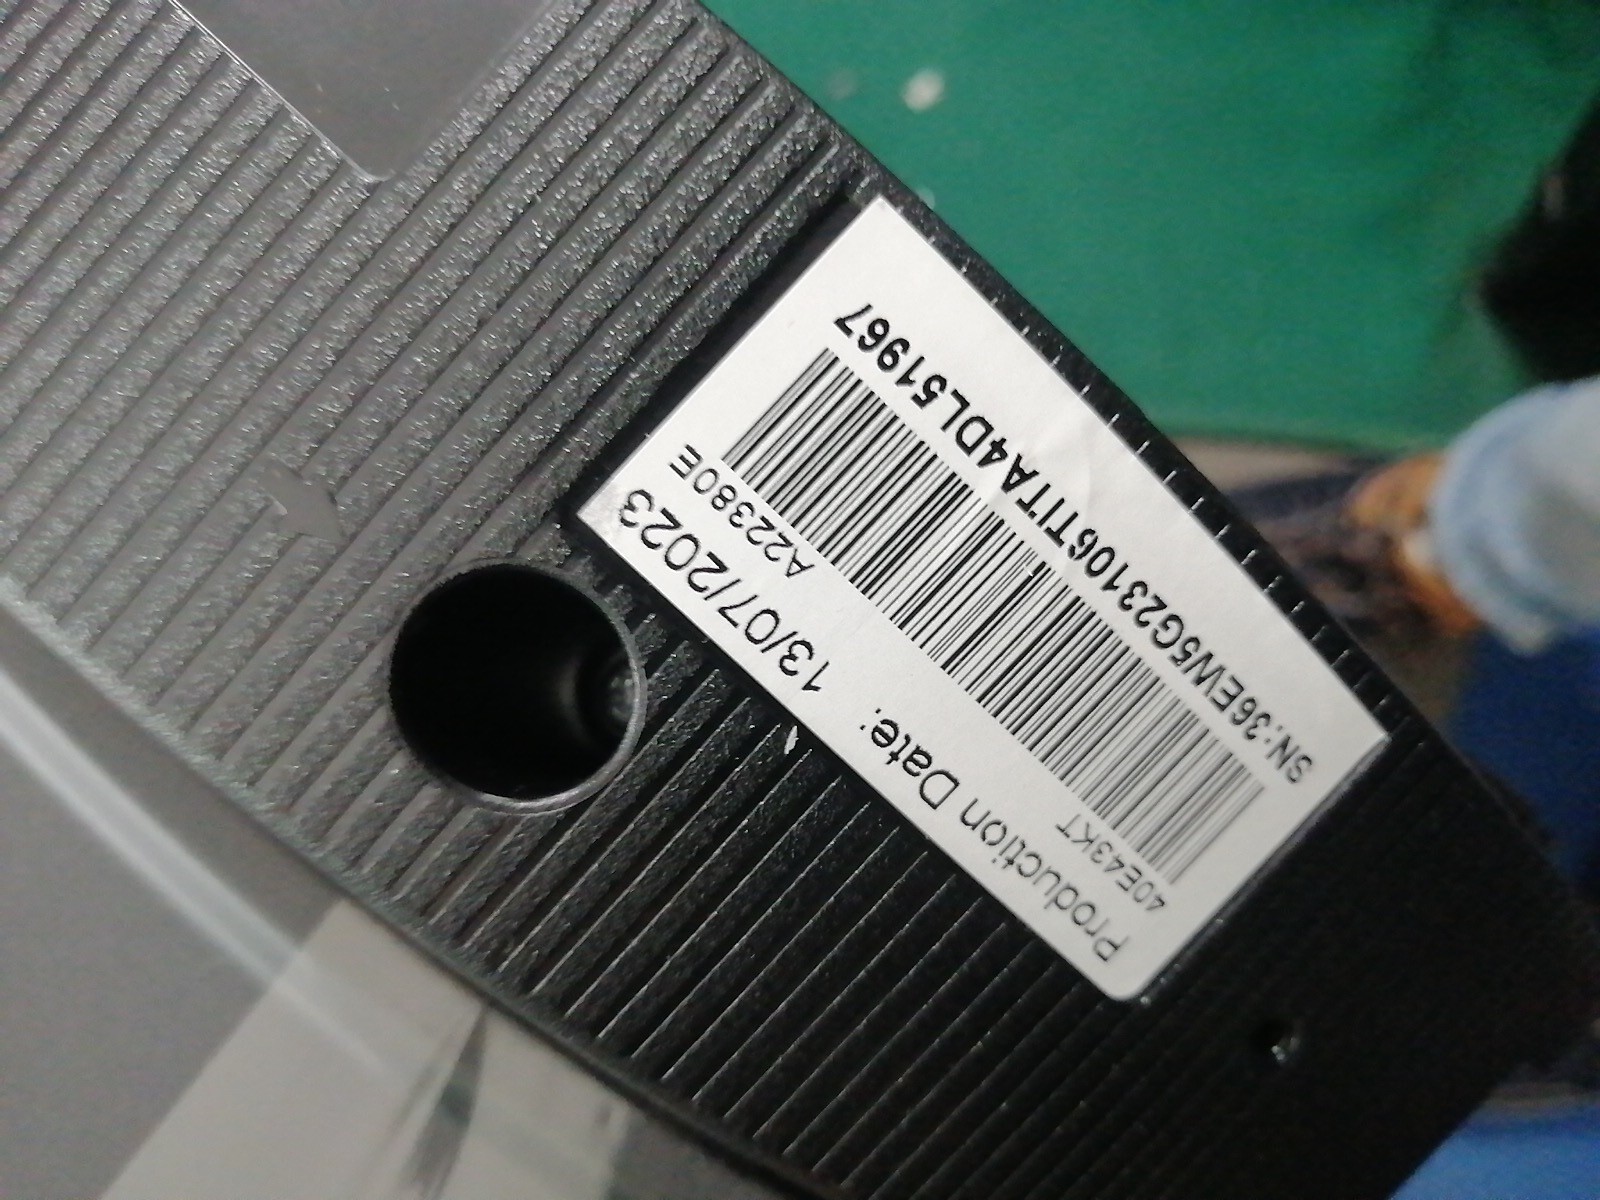 SN:36EW5G23106TITA4DL51967
40E43KT A22380E
Production Date: 13/07/2023